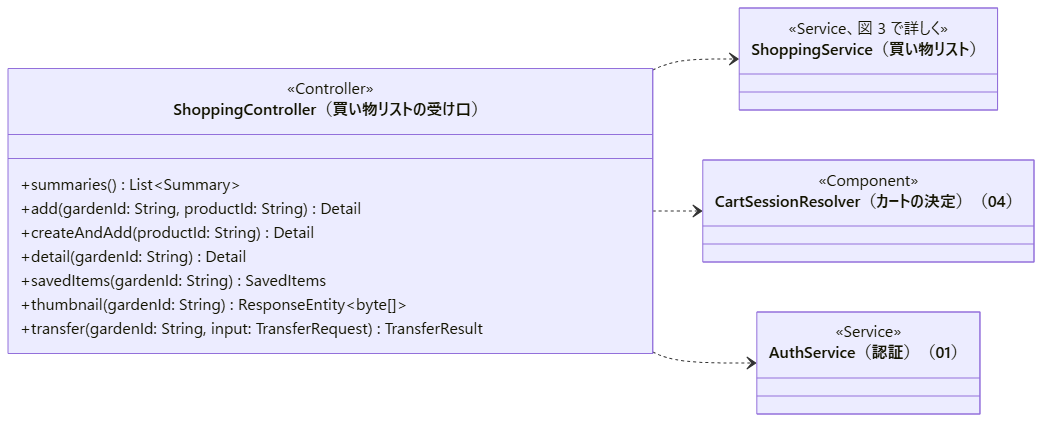 «Controller»
ShoppingController（買い物リストの受け口）
+summaries() : List<Summary>
+add(gardenId: String, productId: String) : Detail
+createAndAdd(productId: String) : Detail
+detail(gardenId: String) : Detail
+savedItems(gardenId: String) : SavedItems
+thumbnail(gardenId: String) : ResponseEntity<byte[]>
+transfer(gardenId: String, input: TransferRequest) : TransferResult
«Service、図 3 で詳しく»
ShoppingService（買い物リスト）
«Component»
CartSessionResolver（カートの決定）（04）
«Service»
AuthService（認証）（01）